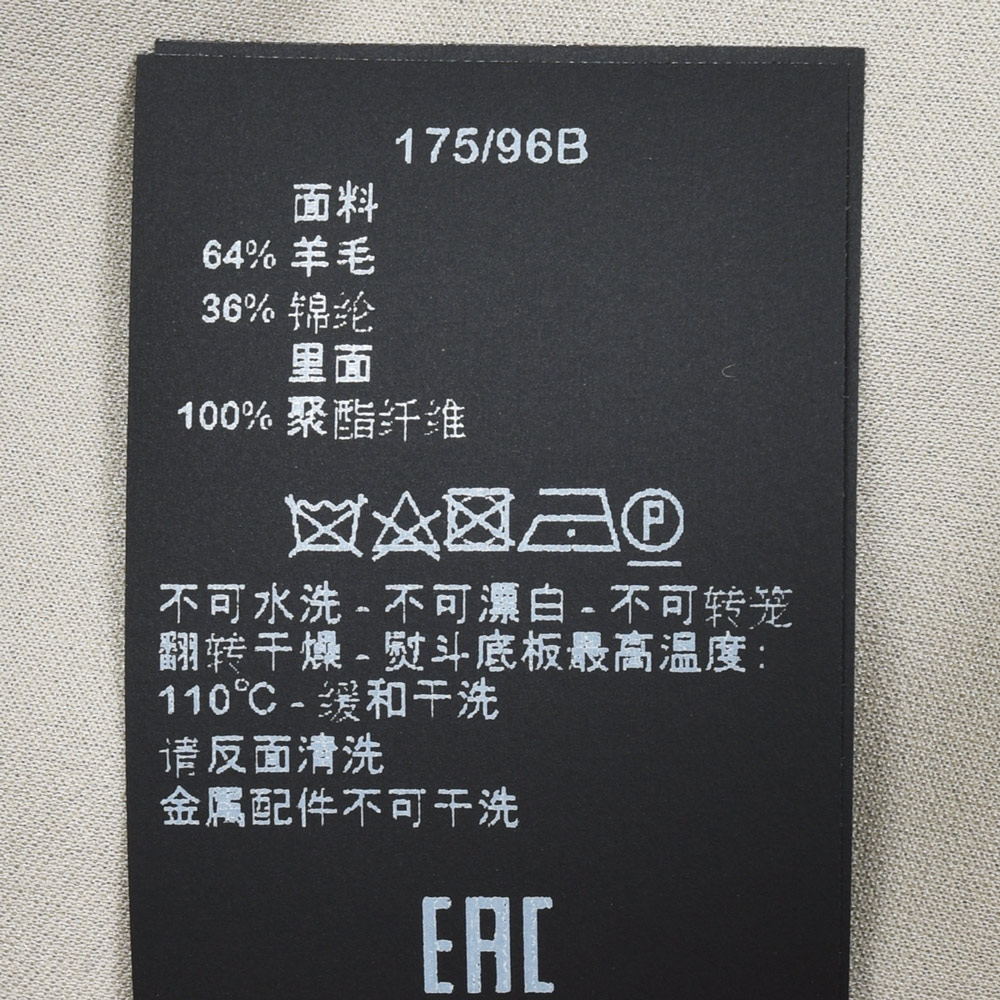 175/96B
面料
64% 羊毛
36% 锦纶
里面
100% 聚酯纤维
P
不可水洗 - 不可漂白 - 不可转笼
翻转干燥 - 熨斗底板最高温度:
110°C - 缓和干洗
请反面清洗
金属配件不可干洗
EAC